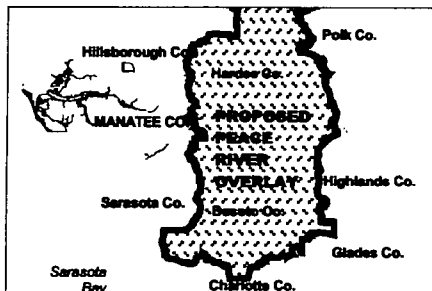 Polk Co.
Hillsborough Co.
Hardee Co.
MANATEE CO.
PROPOSED
PEACE
RIVER
OVERLAY
Highlands Co.
Sarasota Co.
Desoto Co.
Glades Co.
Sarasota
Bay
Charlotte Co.